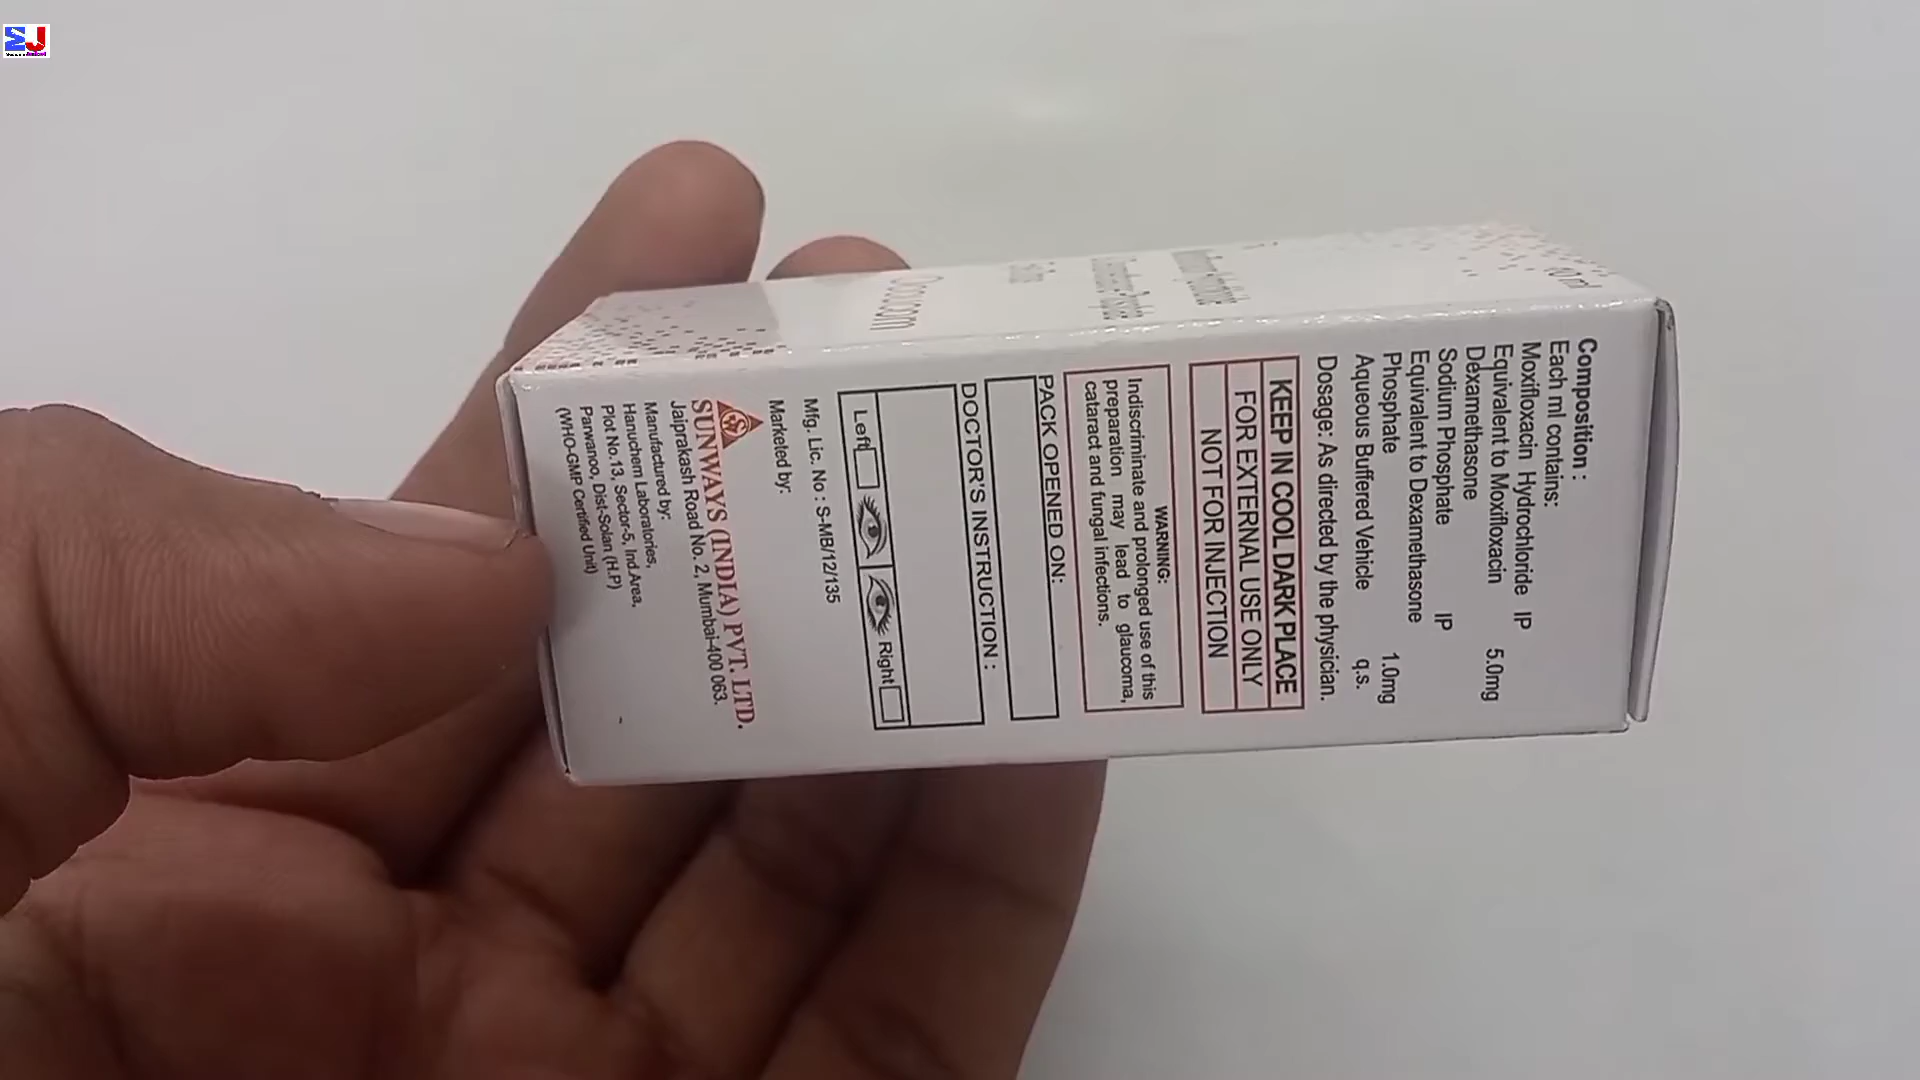 Composition :
Each ml contains:
Moxifloxacin Hydrochloride IP
Equivalent to Moxifloxacin 5.0mg
Dexamethasone
Sodium Phosphate IP
Equivalent to Dexamethasone
Phosphate 1.0mg
Aqueous Buffered Vehicle q.s.
Dosage: As directed by the physician.
KEEP IN COOL DARK PLACE
FOR EXTERNAL USE ONLY
NOT FOR INJECTION
WARNING:
Indiscriminate and prolonged use of this
preparation may lead to glaucoma,
cataract and fungal infections.
PACK OPENED ON:
DOCTOR'S INSTRUCTION :
Left Right
Mfg. Lic. No : S-MB/12/135
Marketed by:
SUNWAYS (INDIA) PVT. LTD.
Jaiprakash Road No. 2, Mumbai-400 063.
Manufactured by:
Hanuchem Laboratories,
Plot No.13, Sector-5, Ind.Area,
Parwanoo, Dist-Solan (H.P)
(WHO-GMP Certified Unit)